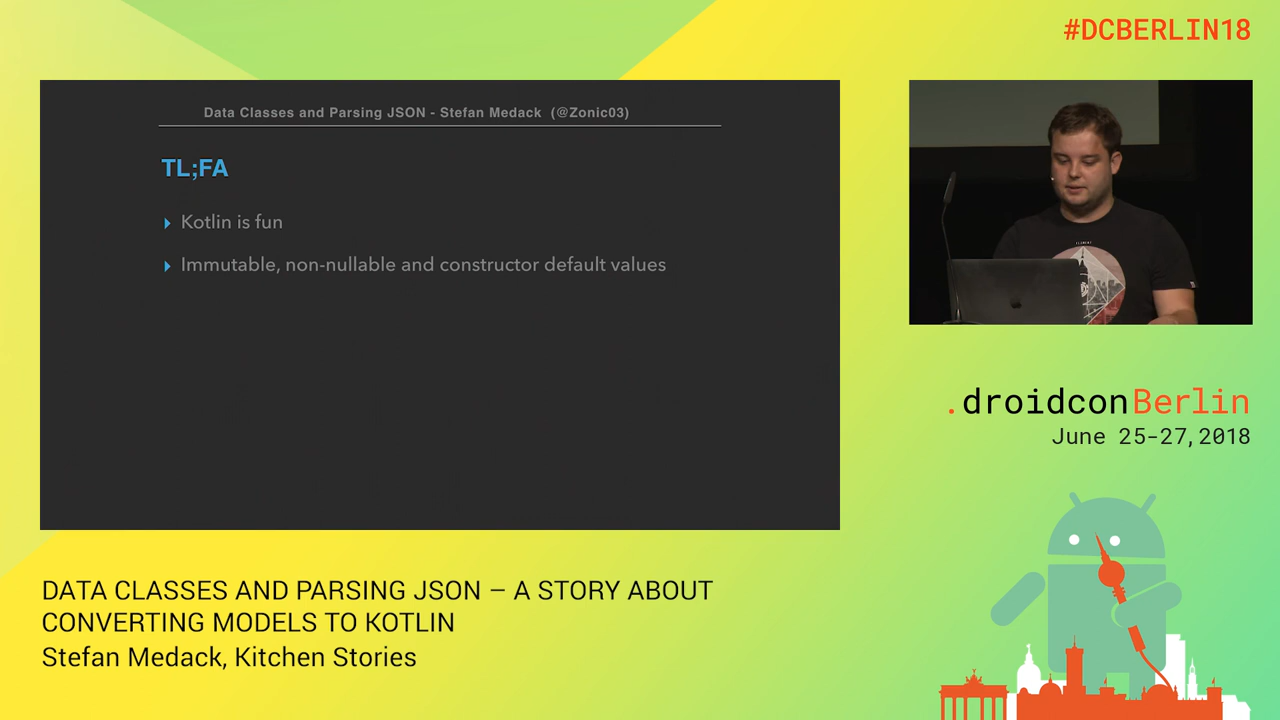 #DCBERLIN18
Data Classes and Parsing JSON - Stefan Medack (@Zonic03)
TL;FA
Kotlin is fun
Immutable, non-nullable and constructor default values
.droidconBerlin
June 25-27, 2018
DATA CLASSES AND PARSING JSON – A STORY ABOUT
CONVERTING MODELS TO KOTLIN
Stefan Medack, Kitchen Stories